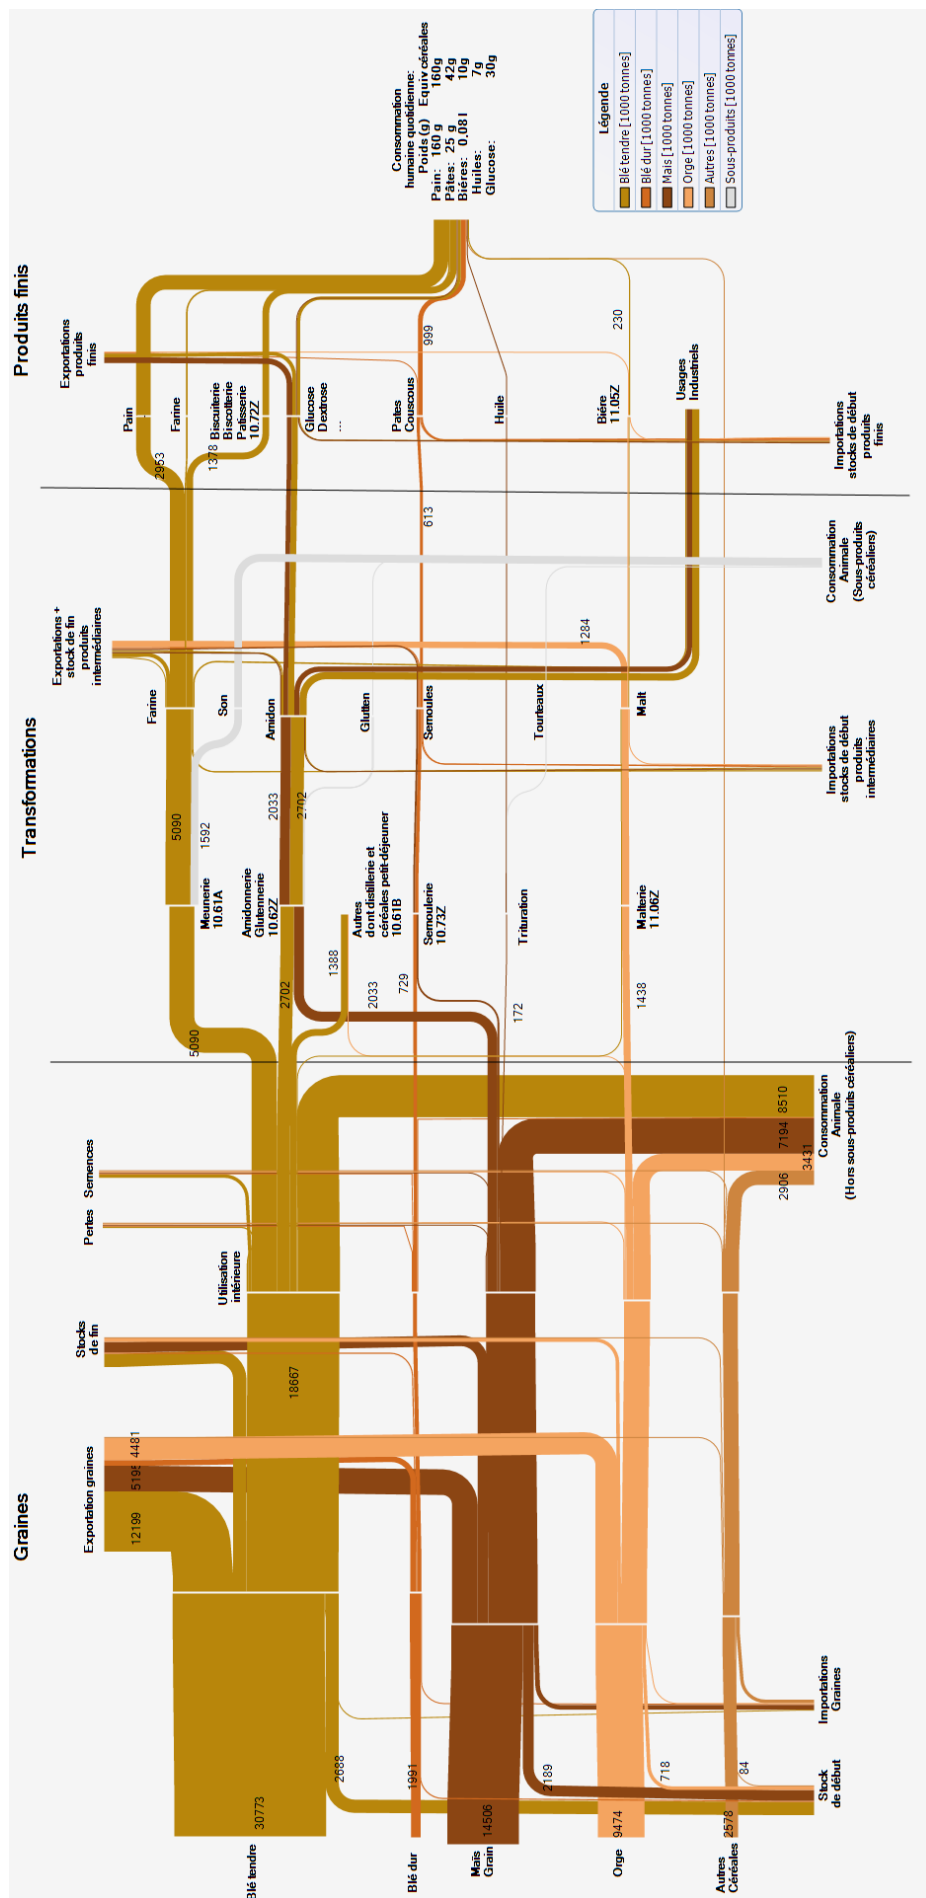 Graines
Transformations
Produits finis
Blé tendre
Blé dur
Maïs
Grain
Orge
Autres
Céréales
30773
1991
14506
9474
2578
2688
2189
718
84
Stock
de début
Importations
Graines
Exportation graines
12199
5195
4481
Stocks
de fin
18667
Utilisation
intérieure
Pertes
Semences
8510
7194
3431
2906
Consommation
Animale
(Hors sous-produits céréaliers)
5090
2702
1388
2033
729
172
1438
Meunerie
10.61A
Amidonnerie
Glutennerie
10.62Z
Autres
dont distillerie et
céréales petit-déjeuner
10.61B
Semoulerie
10.73Z
Trituration
Malterie
11.06Z
5090
1592
2033
2702
Farine
Son
Amidon
Glutten
Semoules
Tourteaux
Malt
Importations
stocks de début
produits
intermédiaires
Exportations +
stock de fin
produits
intermédiaires
1284
613
Consommation
Animale
(Sous-produits
céréaliers)
2953
1378
Pain
Farine
Biscuiterie
Biscotterie
Patisserie
10.72Z
Glucose
Dextrose
...
Pates
Couscous
Huile
Biére
11.05Z
Usages
Industriels
Importations
stocks de début
produits
finis
Exportations
produits
finis
999
230
Consommation
humaine quotidienne:
Poids (g) Equiv céréales
Pain: 160 g 160g
Pâtes: 25 g 42g
Biéres: 0.08 l 10g
Huiles: 7g
Glucose: 30g
Légende
Blé tendre [1000 tonnes]
Blé dur [1000 tonnes]
Mais [1000 tonnes]
Orge [1000 tonnes]
Autres [1000 tonnes]
Sous-produits [1000 tonnes]